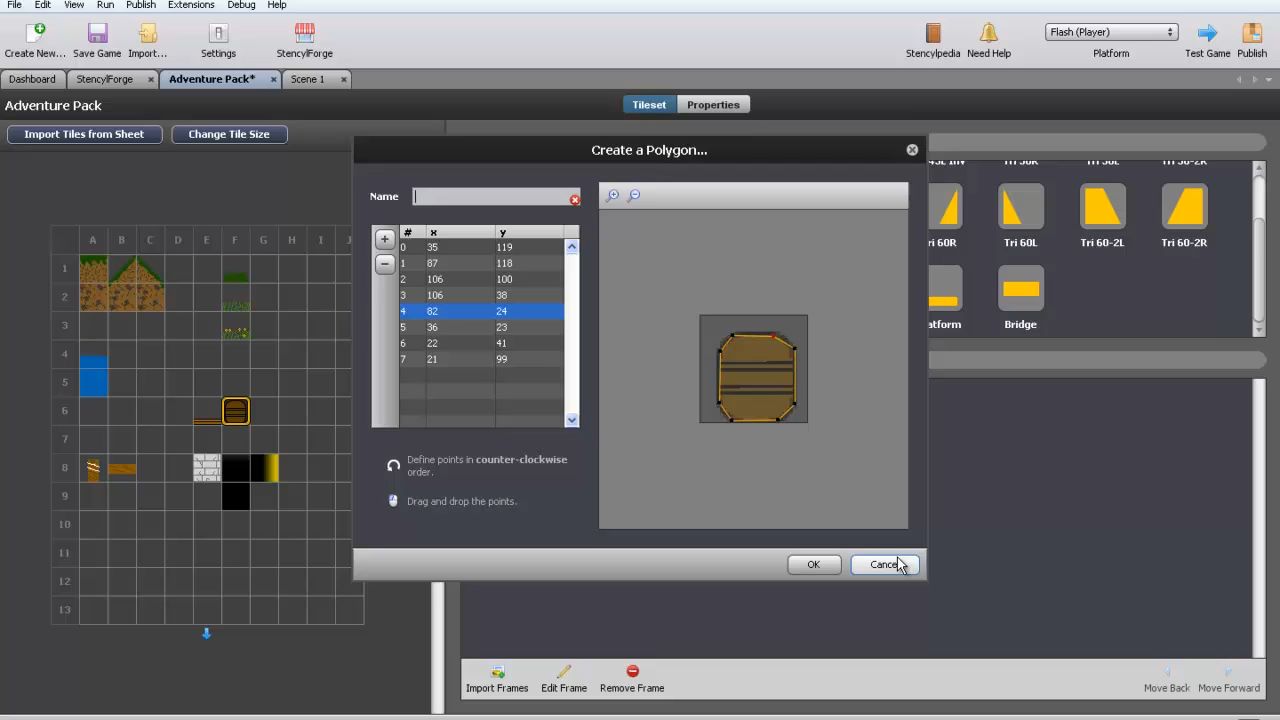 File Edit View Run Publish Extensions Debug Help
Create New... Save Game Import... Settings StencylForge Stencylpedia Need Help Flash (Player) Platform Test Game Publish
Dashboard StencylForge Adventure Pack* Scene 1
Adventure Pack Tileset Properties
Import Tiles from Sheet Change Tile Size
Create a Polygon...
Name
# x y
0 35 119
1 87 118
2 106 100
3 106 38
4 82 24
5 36 23
6 22 41
7 21 99
Define points in counter-clockwise
order.
Drag and drop the points.
OK Cancel
A B C D E F G H I J
1
2
3
4
5
6
7
8
9
10
11
12
13
Tri 60L Tri 60-2L Tri 60-2R
Bridge
Import Frames Edit Frame Remove Frame Move Back Move Forward